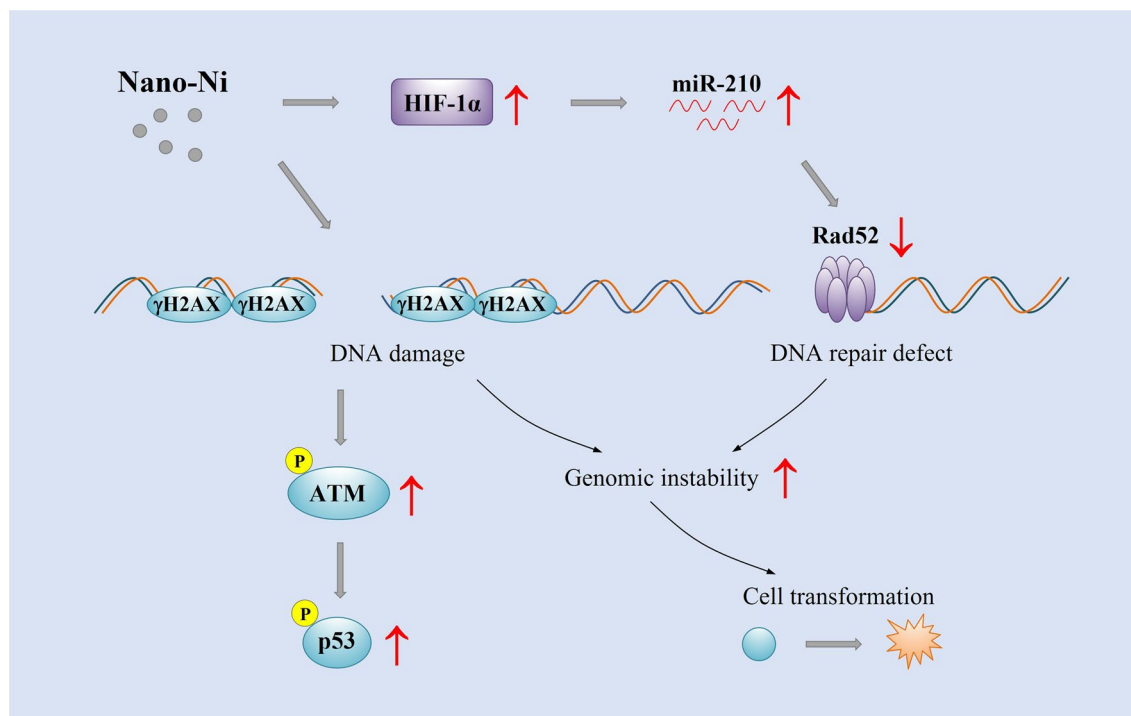 Nano-Ni
HIF-1α
miR-210
Rad52
γH2AX γH2AX
γH2AX γH2AX
DNA damage
DNA repair defect
P
ATM
Genomic instability
P
p53
Cell transformation